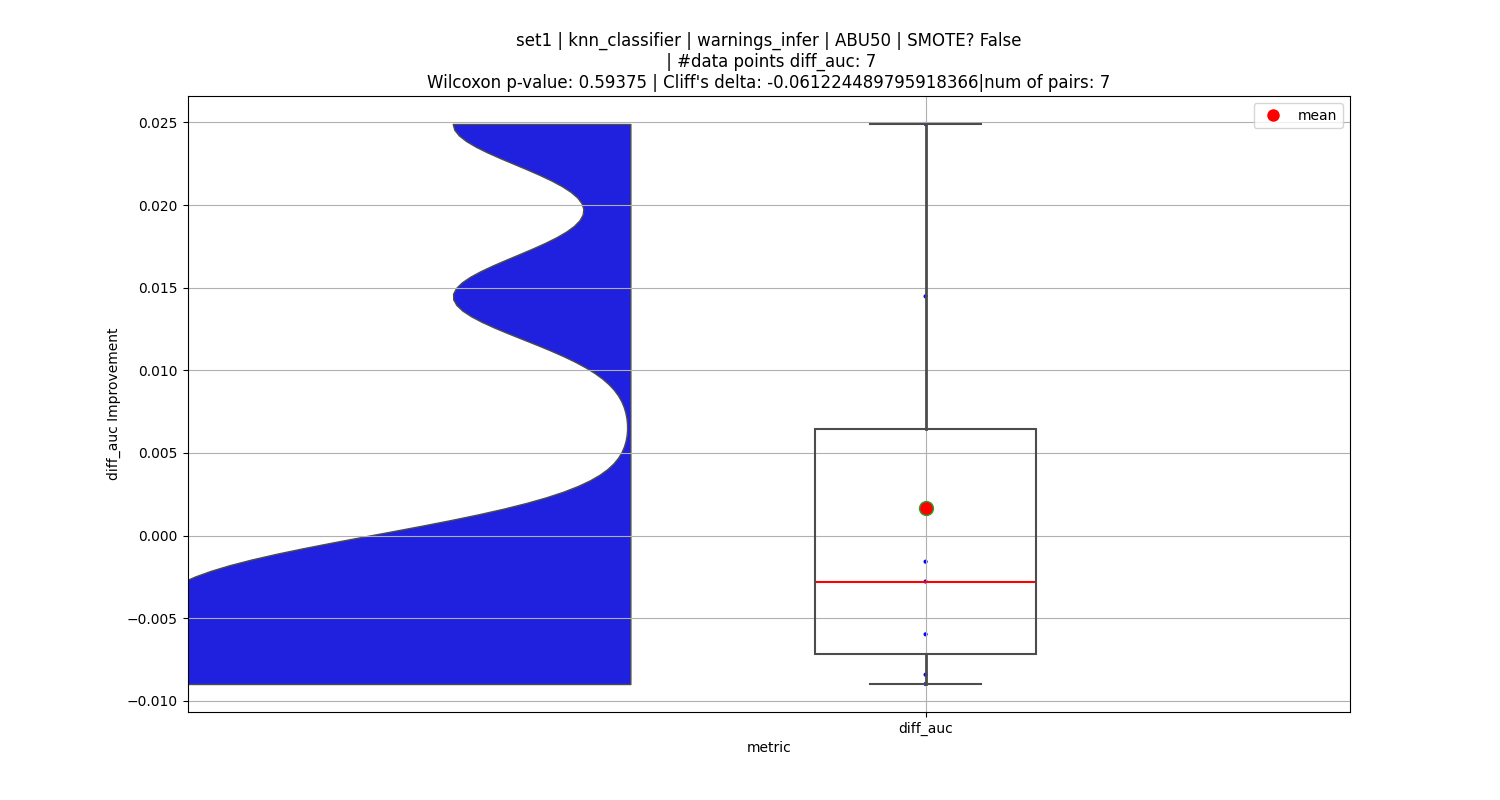 set1 | knn_classifier | warnings_infer | ABU50 | SMOTE? False
| #data points diff_auc: 7
Wilcoxon p-value: 0.59375 | Cliff's delta: -0.061224489795918366|num of pairs: 7
mean
0.025
0.020
0.015
0.010
0.005
0.000
−0.005
−0.010
diff_auc Improvement
diff_auc
metric